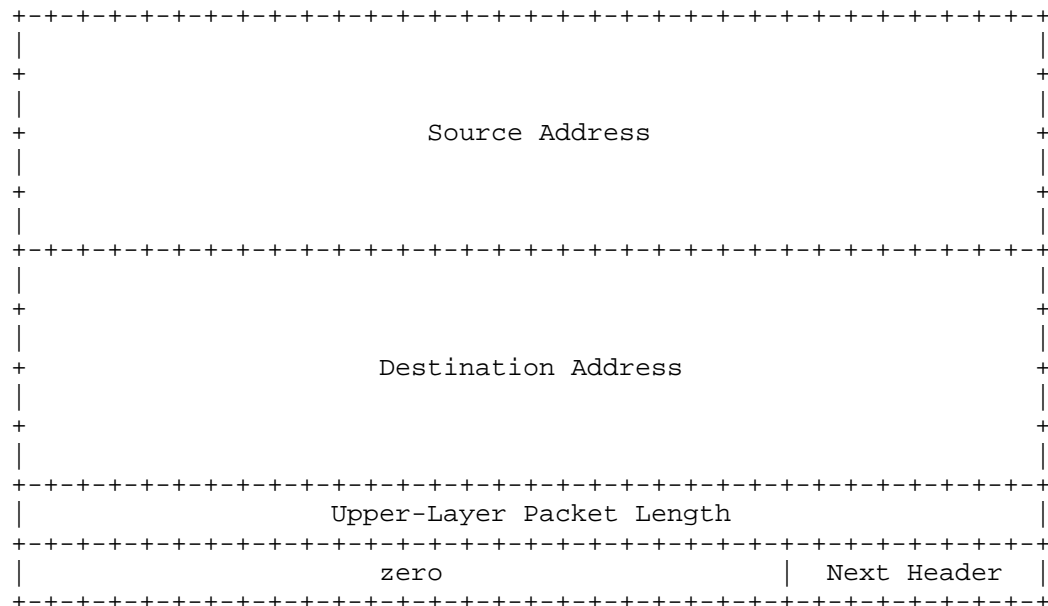 Source Address
Destination Address
Upper-Layer Packet Length
zero | Next Header